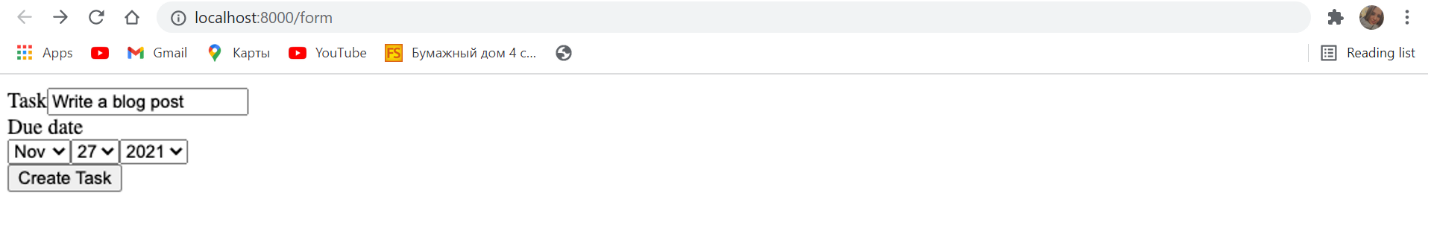 localhost:8000/form
Apps Gmail Карты YouTube FS Бумажный дом 4 с... Reading list
Task Write a blog post
Due date
Nov 27 2021
Create Task